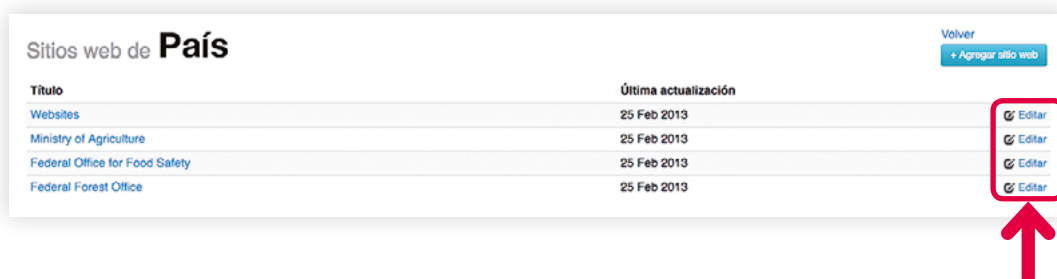 Sitios web de País
Volver
+ Agregar sitio web
Título Última actualización
Websites 25 Feb 2013 Editar
Ministry of Agriculture 25 Feb 2013 Editar
Federal Office for Food Safety 25 Feb 2013 Editar
Federal Forest Office 25 Feb 2013 Editar